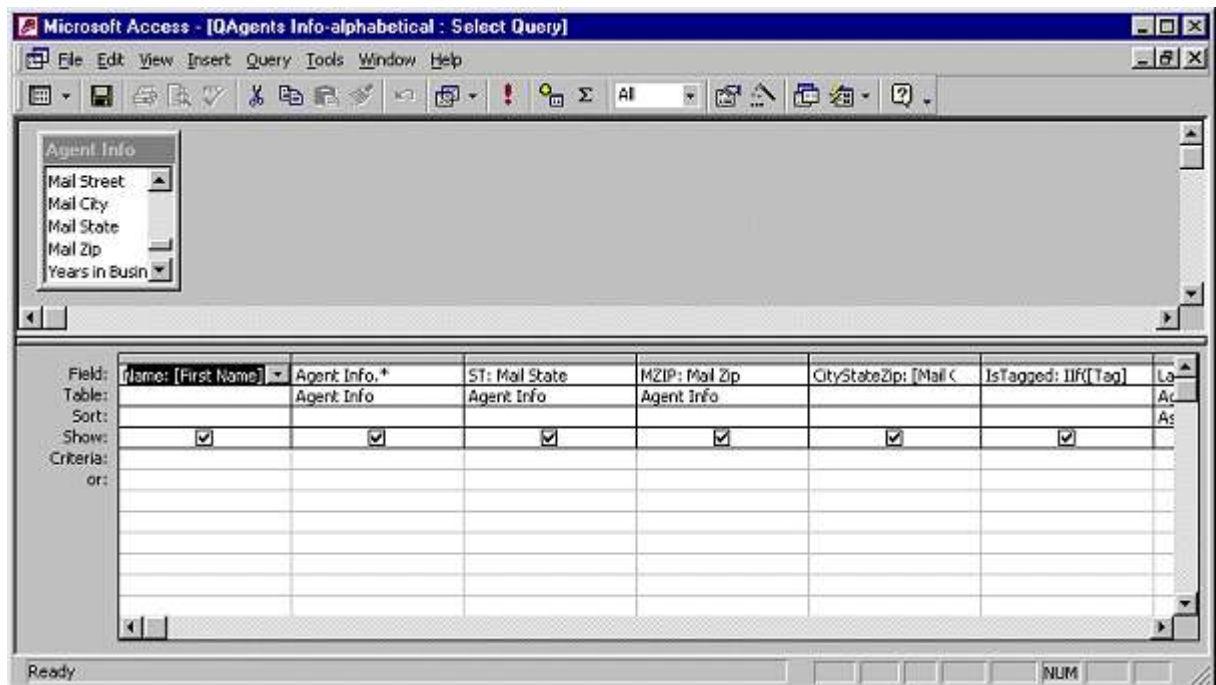 Microsoft Access - [QAgents Info-alphabetical : Select Query]
File Edit View Insert Query Tools Window Help
All
Agent Info
Mail Street
Mail City
Mail State
Mail Zip
Years in Busin
Field: Name: [First Name] Agent Info.* ST: Mail State MZIP: Mail Zip CityStateZip: [Mail C IsTagged: IIf([Tag] La
Table: Agent Info Agent Info Agent Info Ag
Sort: As
Show:
Criteria:
or:
Ready NUM